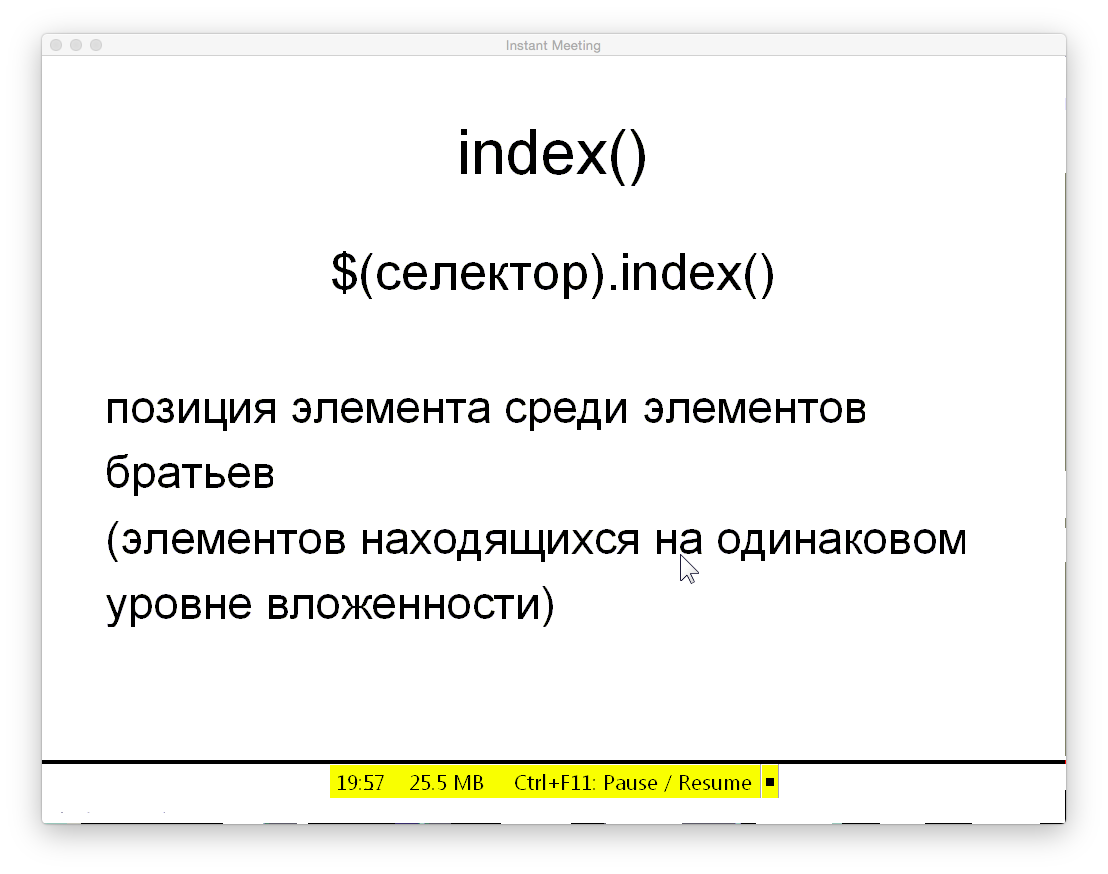 Instant Meeting
index()
$(селектор).index()
позиция элемента среди элементов
братьев
(элементов находящихся на одинаковом
уровне вложенности)
19:57 25.5 MB Ctrl+F11: Pause / Resume